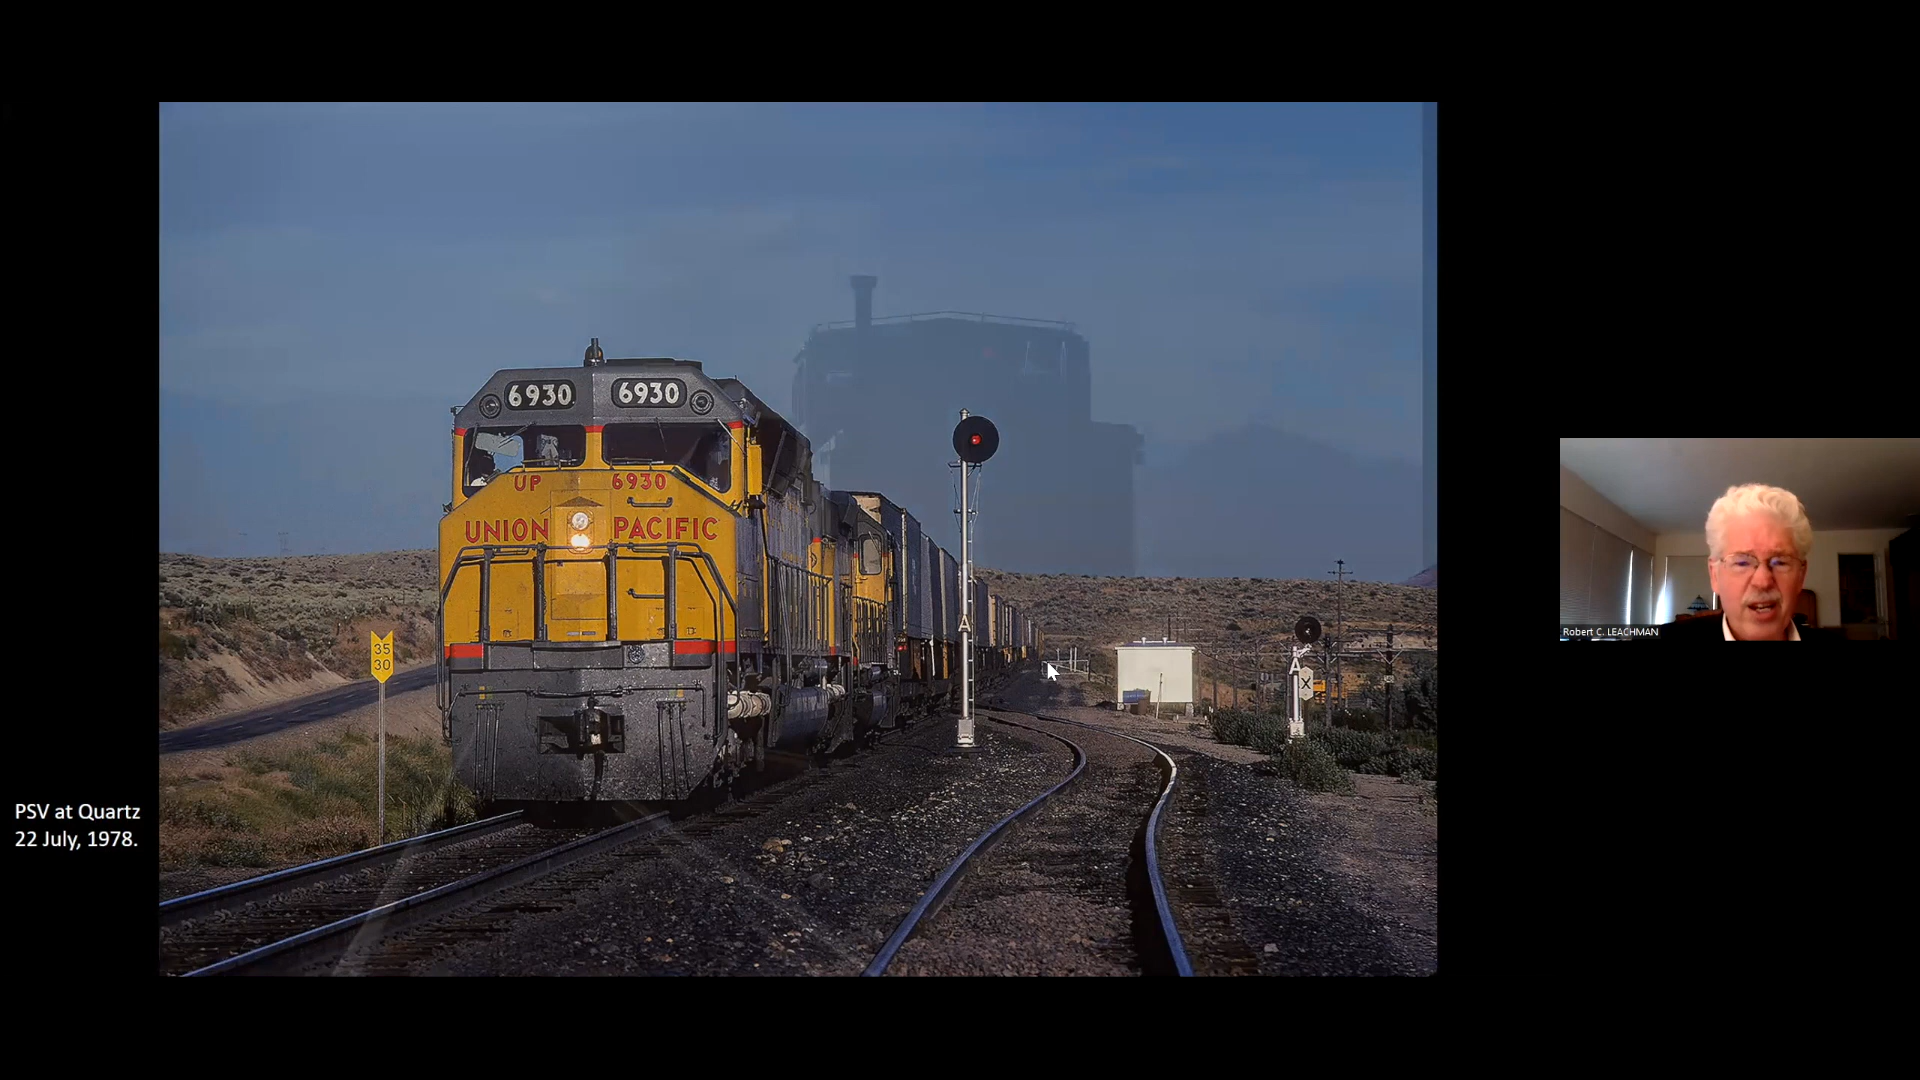 6930 6930
UP 6930
UNION PACIFIC
35
30
A
A
X
PSV at Quartz
22 July, 1978.
Robert C. LEACHMAN